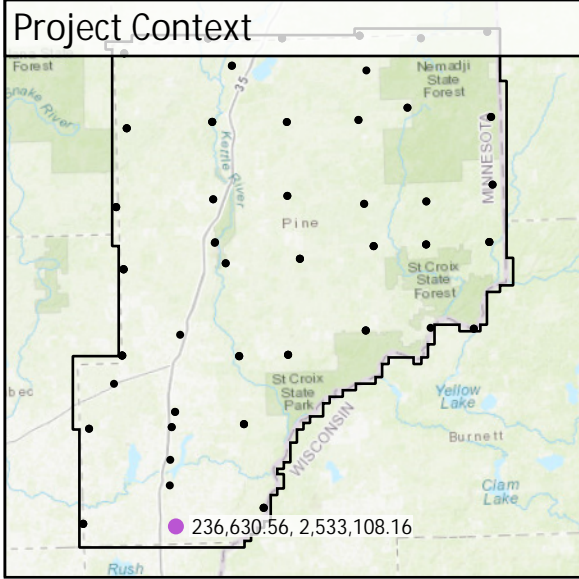 Project Context
Forest
Nemadji
State
Forest
Snake River
35
Kettle
River
MINNESOTA
Pine
St Croix
State
Forest
St Croix
State
Park
WISCONSIN
Yellow
Lake
Burnett
Clam
Lake
236,630.56, 2,533,108.16
Rush